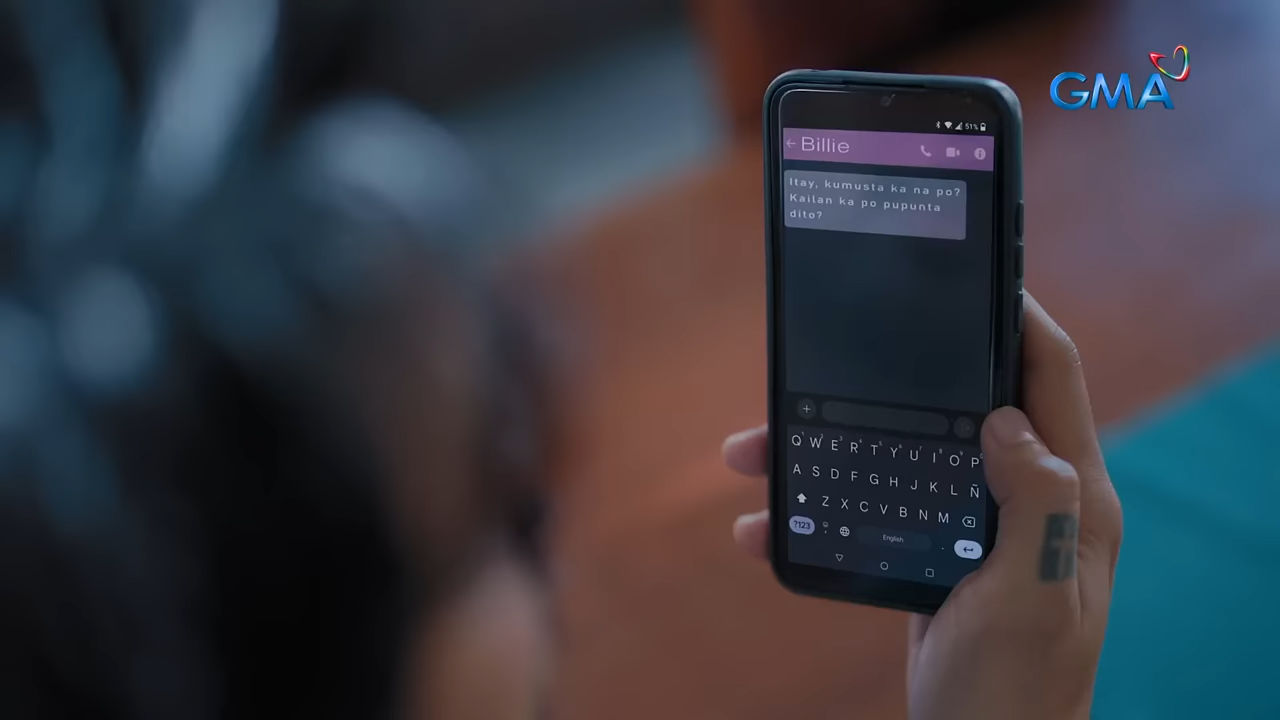 GMA
51%
Billie
Itay, kumusta ka na po?
Kailan ka po pupunta
dito?
Q W E R T Y U I O P
A S D F G H J K L Ñ
Z X C V B N M
?123
English